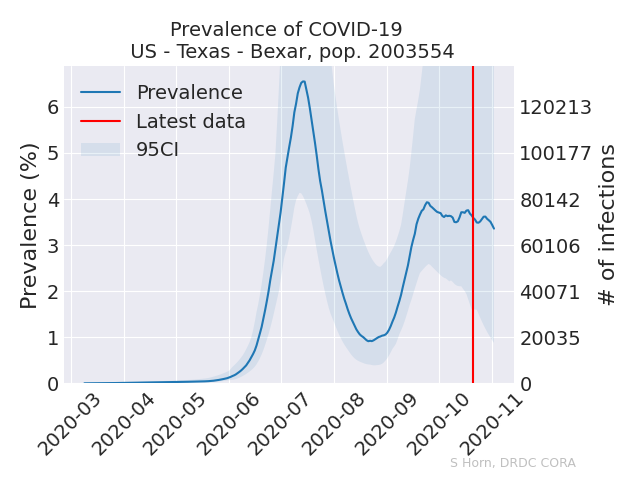 Prevalence of COVID-19
US - Texas - Bexar, pop. 2003554
Prevalence
Latest data
95CI
Prevalence (%)
6
5
4
3
2
1
0
120213
100177
80142
60106
40071
20035
0
# of infections
2020-03
2020-04
2020-05
2020-06
2020-07
2020-08
2020-09
2020-10
2020-11
S Horn, DRDC CORA